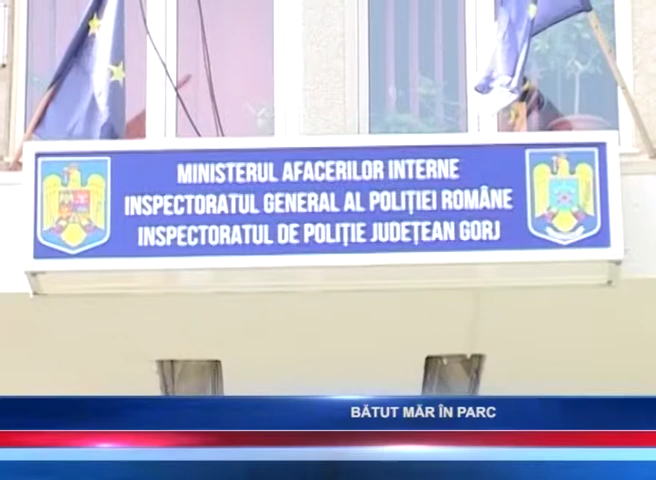 MINISTERUL AFACERILOR INTERNE
INSPECTORATUL GENERAL AL POLIȚIEI ROMÂNE
INSPECTORATUL DE POLIȚIE JUDEȚEAN GORJ
BĂTUT MĂR ÎN PARC